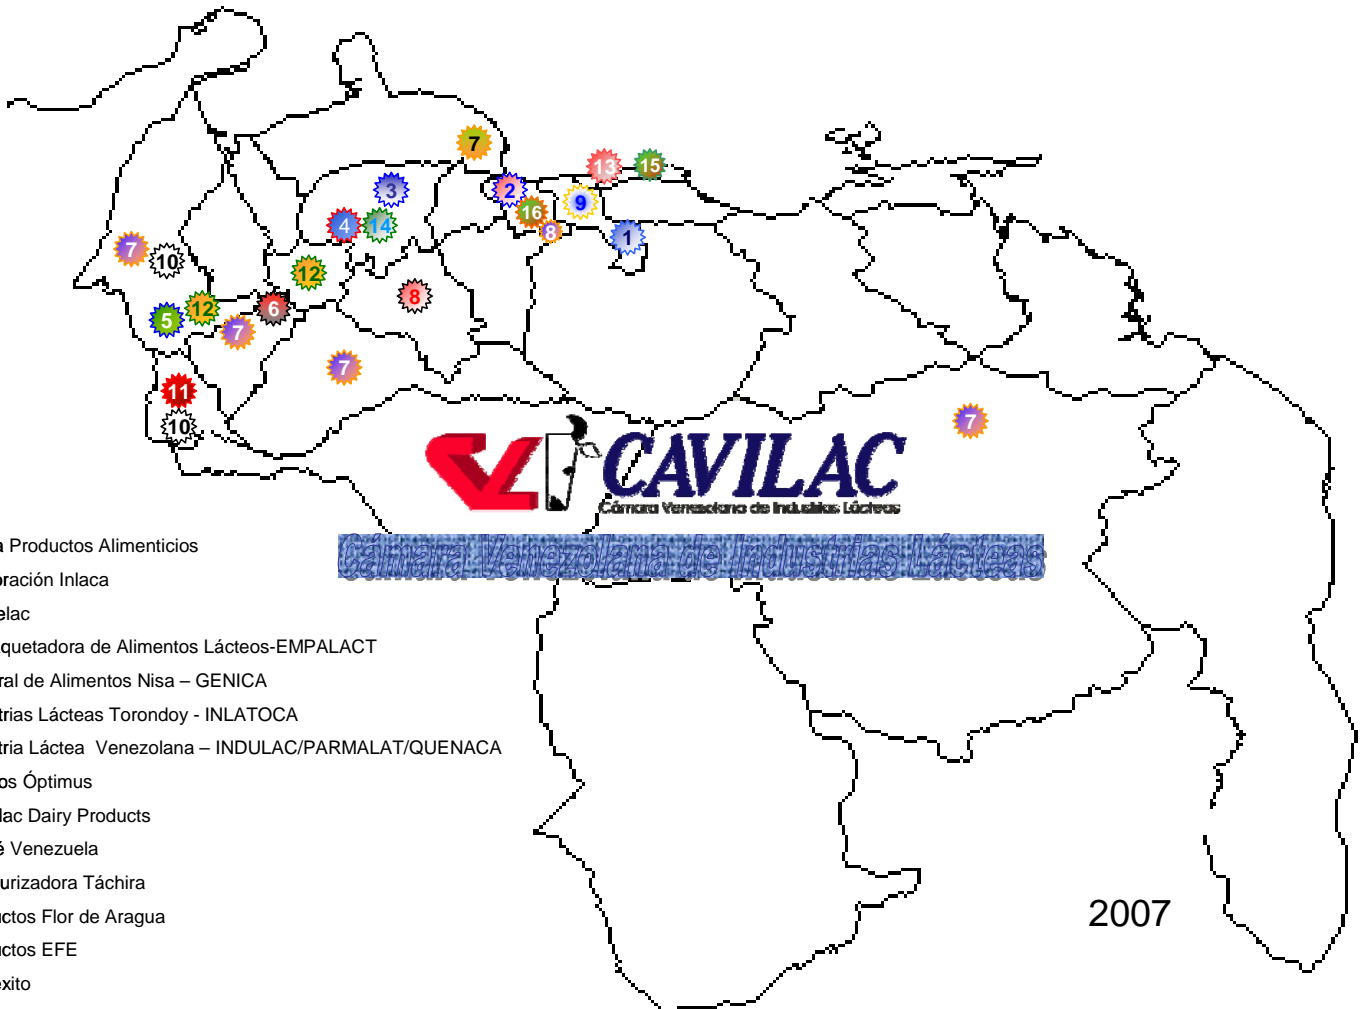 7
13
15
3
2
9
16
4
14
8
1
7
10
12
8
12
5
6
7
7
11
7
10
CAVILAC
Cámara Venezolana de Industrias Lácteas
Cámara Venezolana de Industrias Lácteas
a Productos Alimenticios
oración Inlaca
elac
quetadora de Alimentos Lácteos-EMPALACT
ral de Alimentos Nisa – GENICA
trias Lácteas Torondoy - INLATOCA
tria Láctea Venezolana – INDULAC/PARMALAT/QUENACA
os Óptimus
lac Dairy Products
é Venezuela
urizadora Táchira
uctos Flor de Aragua
uctos EFE
éxito
2007